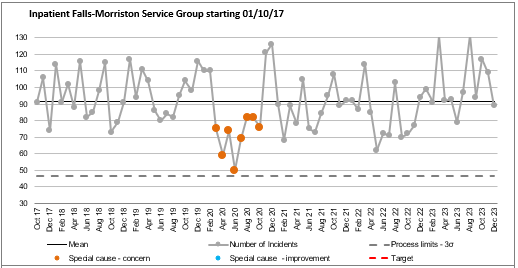 Inpatient Falls-Morriston Service Group starting 01/10/17
130
120
110
100
90
80
70
60
50
40
30
Oct 17 Dec 17 Feb 18 Apr 18 Jun 18 Aug 18 Oct 18 Dec 18 Feb 19 Apr 19 Jun 19 Aug 19 Oct 19 Dec 19 Feb 20 Apr 20 Jun 20 Aug 20 Oct 20 Dec 20 Feb 21 Apr 21 Jun 21 Aug 21 Oct 21 Dec 21 Feb 22 Apr 22 Jun 22 Aug 22 Oct 22 Dec 22 Feb 23 Apr 23 Jun 23 Aug 23 Oct 23 Dec 23
Mean Number of Incidents Process limits - 3σ
Special cause - concern Special cause - improvement Target